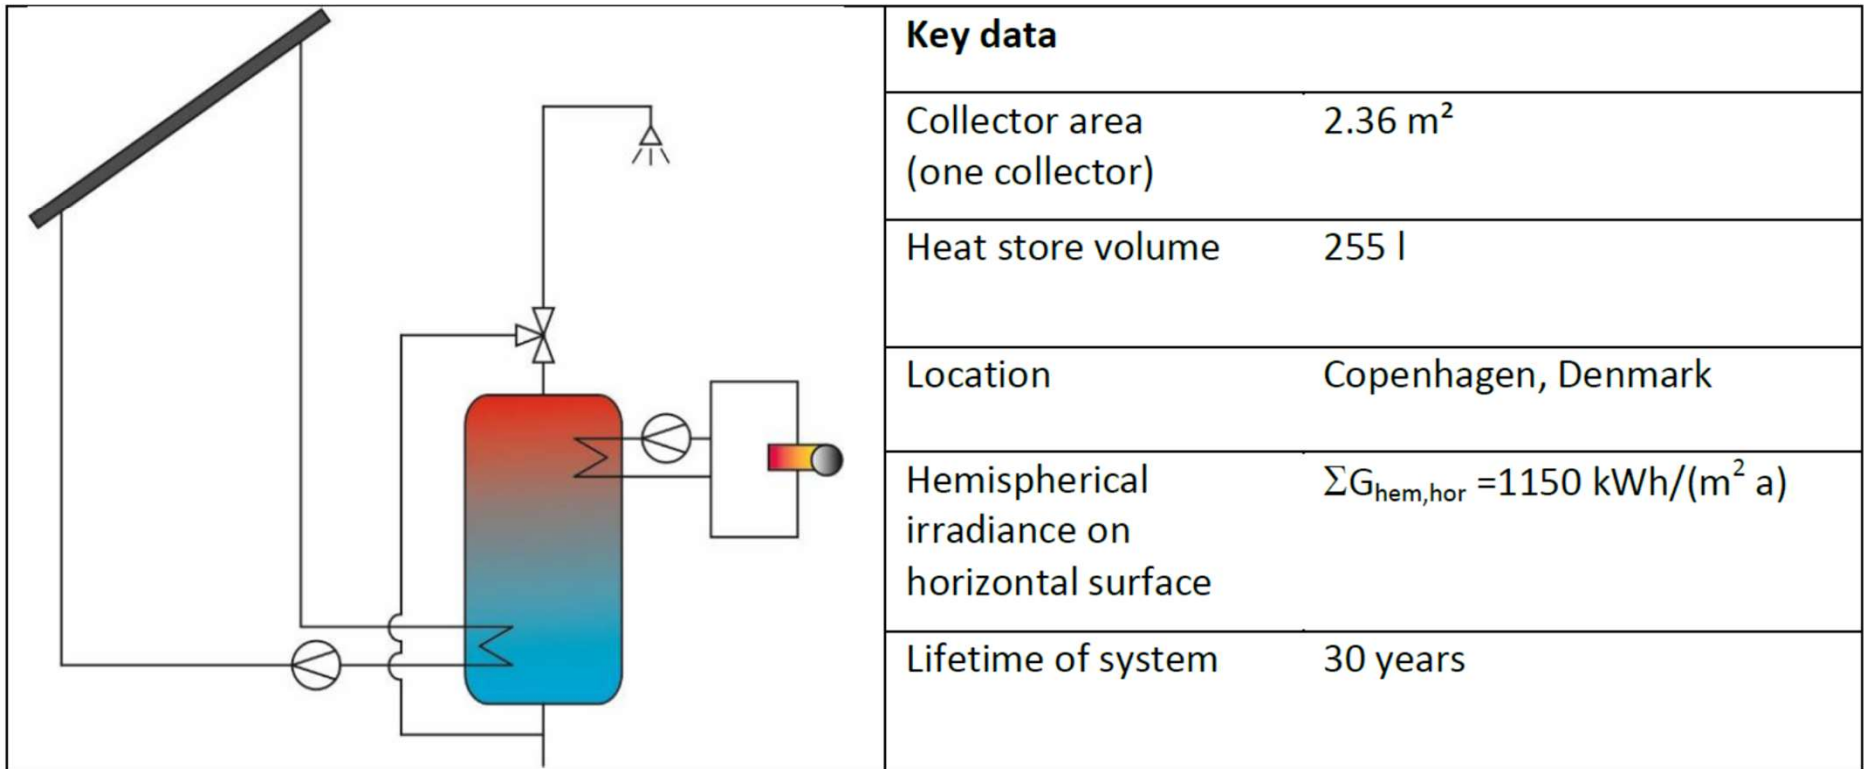 Key data
Collector area
(one collector)
2.36 m²
Heat store volume
255 l
Location
Copenhagen, Denmark
Hemispherical
irradiance on
horizontal surface
ΣG_hem,hor =1150 kWh/(m² a)
Lifetime of system
30 years